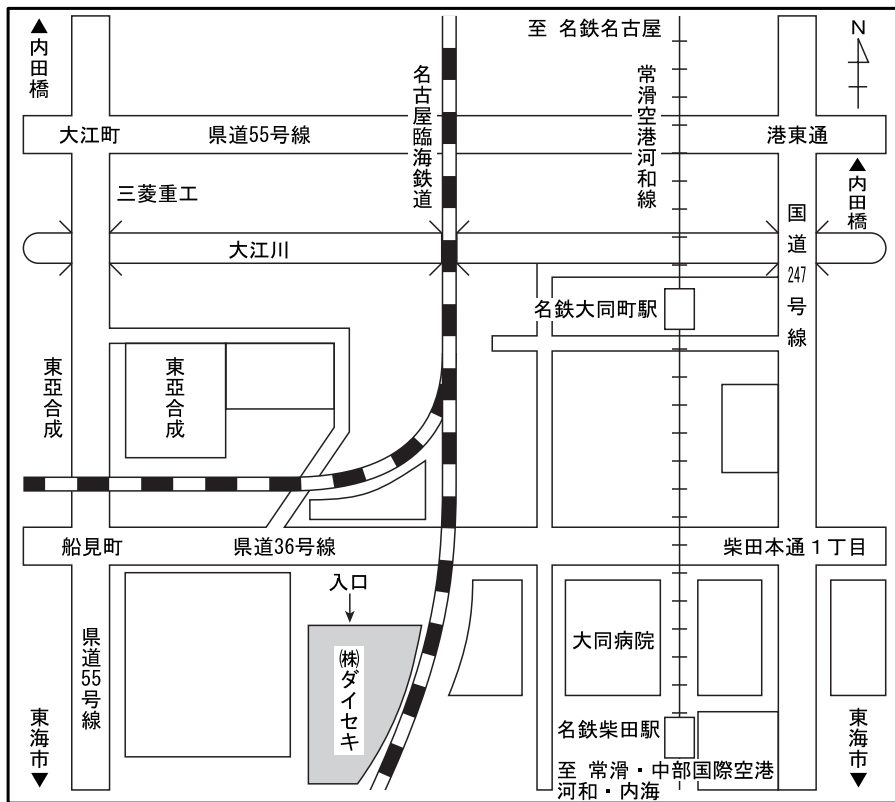 ▲内田橋
至 名鉄名古屋
N
名古屋臨海鉄道
常滑空港河和線
大江町
県道55号線
港東通
▲内田橋
三菱重工
国道247号線
大江川
名鉄大同町駅
東亞合成
東亞合成
船見町
県道36号線
柴田本通1丁目
入口
県道55号線
㈱ダイセキ
大同病院
東海市▼
名鉄柴田駅
東海市▼
至 常滑・中部国際空港
河和・内海